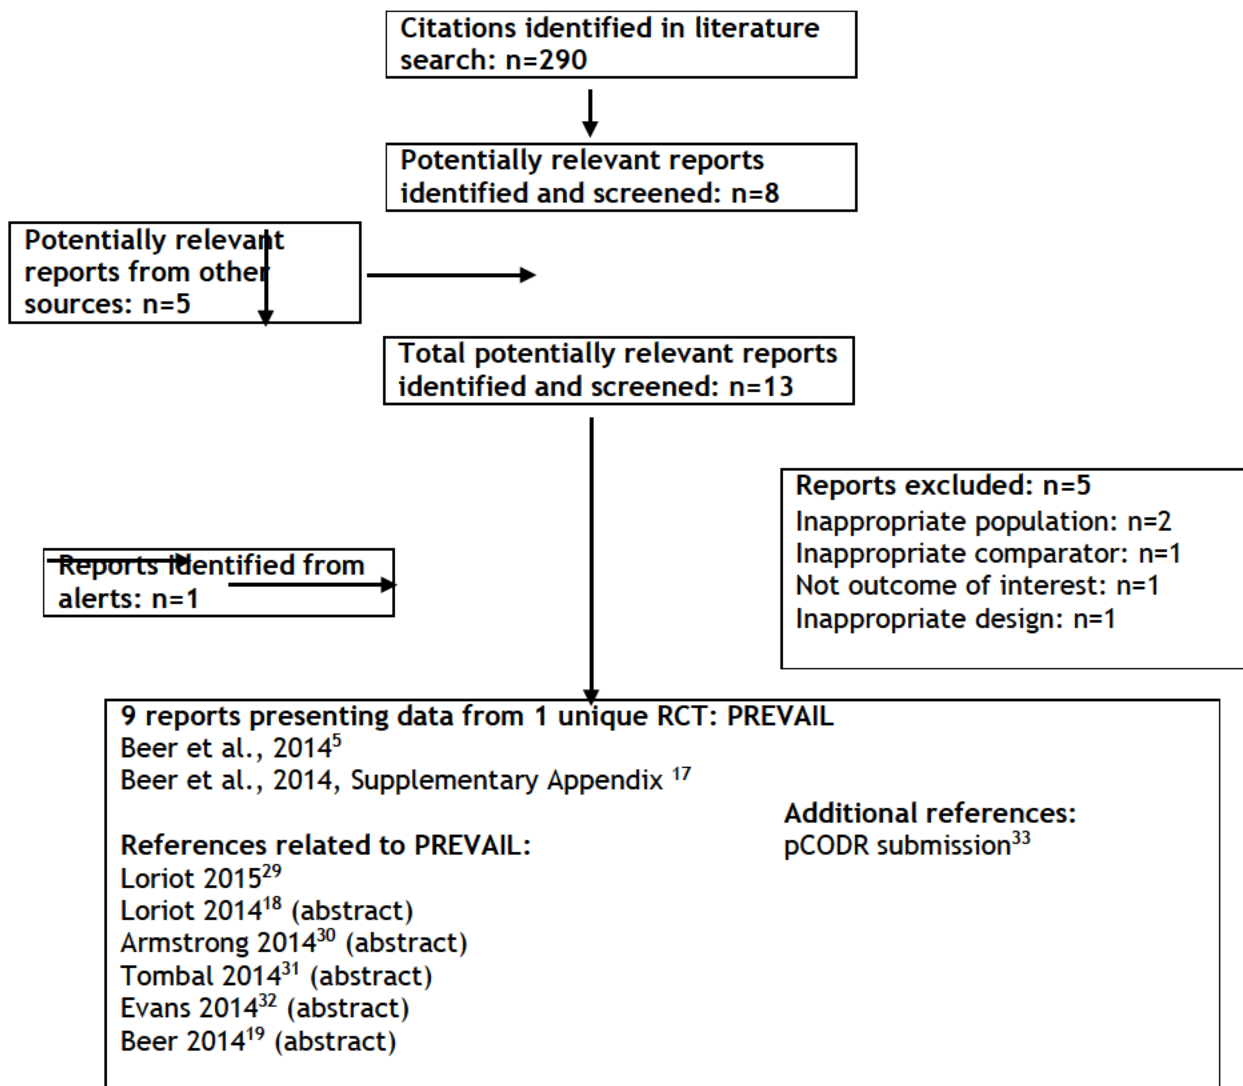 Citations identified in literature
search: n=290
Potentially relevant reports
identified and screened: n=8
Potentially relevant
reports from other
sources: n=5
Total potentially relevant reports
identified and screened: n=13
Reports excluded: n=5
Inappropriate population: n=2
Inappropriate comparator: n=1
Not outcome of interest: n=1
Inappropriate design: n=1
Reports identified from
alerts: n=1
9 reports presenting data from 1 unique RCT: PREVAIL
Beer et al., 2014⁵
Beer et al., 2014, Supplementary Appendix ¹⁷
References related to PREVAIL:
Loriot 2015²⁹
Loriot 2014¹⁸ (abstract)
Armstrong 2014³⁰ (abstract)
Tombal 2014³¹ (abstract)
Evans 2014³² (abstract)
Beer 2014¹⁹ (abstract)
Additional references:
pCODR submission³³